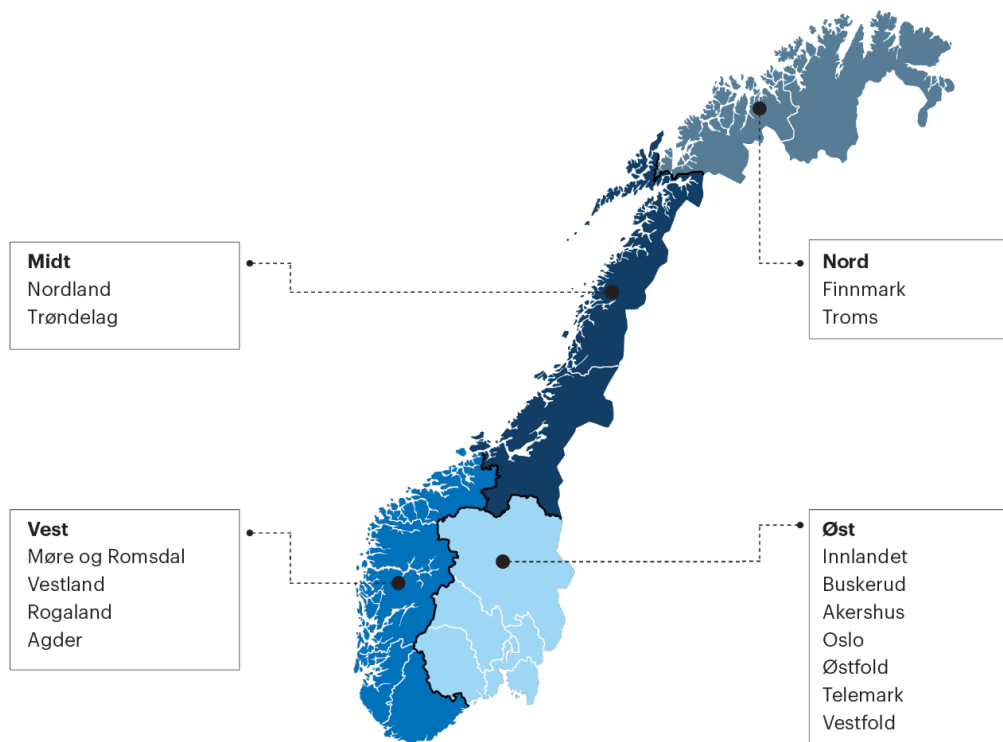 Midt
Nordland
Trøndelag
Nord
Finnmark
Troms
Vest
Møre og Romsdal
Vestland
Rogaland
Agder
Øst
Innlandet
Buskerud
Akershus
Oslo
Østfold
Telemark
Vestfold